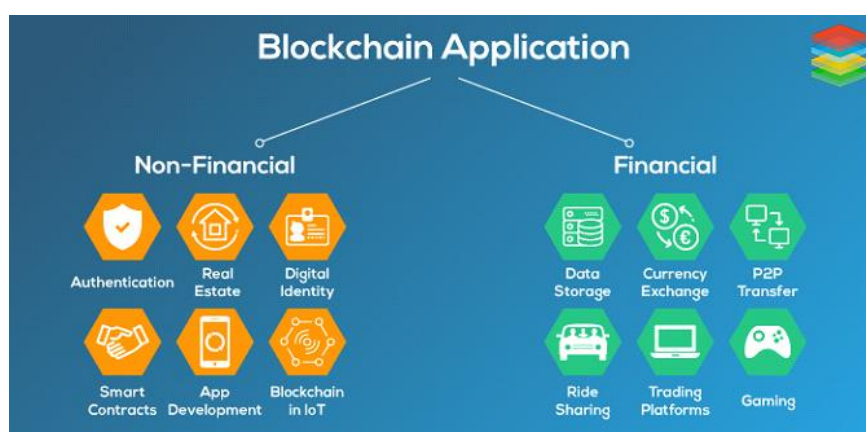 Blockchain Application
Non-Financial
Financial
Authentication
Real
Estate
Digital
Identity
Data
Storage
Currency
Exchange
P2P
Transfer
Smart
Contracts
App
Development
Blockchain
in IoT
Ride
Sharing
Trading
Platforms
Gaming